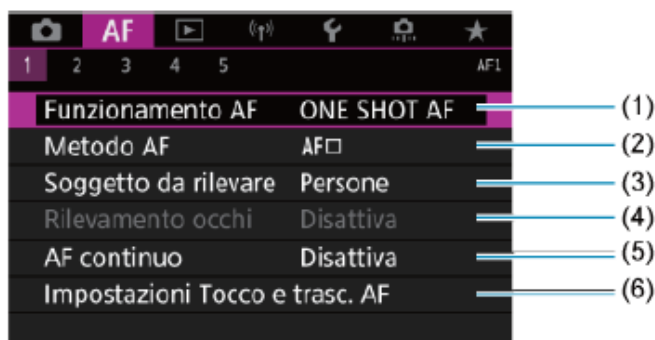 AF
1 2 3 4 5 AF1
Funzionamento AF ONE SHOT AF (1)
Metodo AF AF□ (2)
Soggetto da rilevare Persone (3)
Rilevamento occhi Disattiva (4)
AF continuo Disattiva (5)
Impostazioni Tocco e trasc. AF (6)